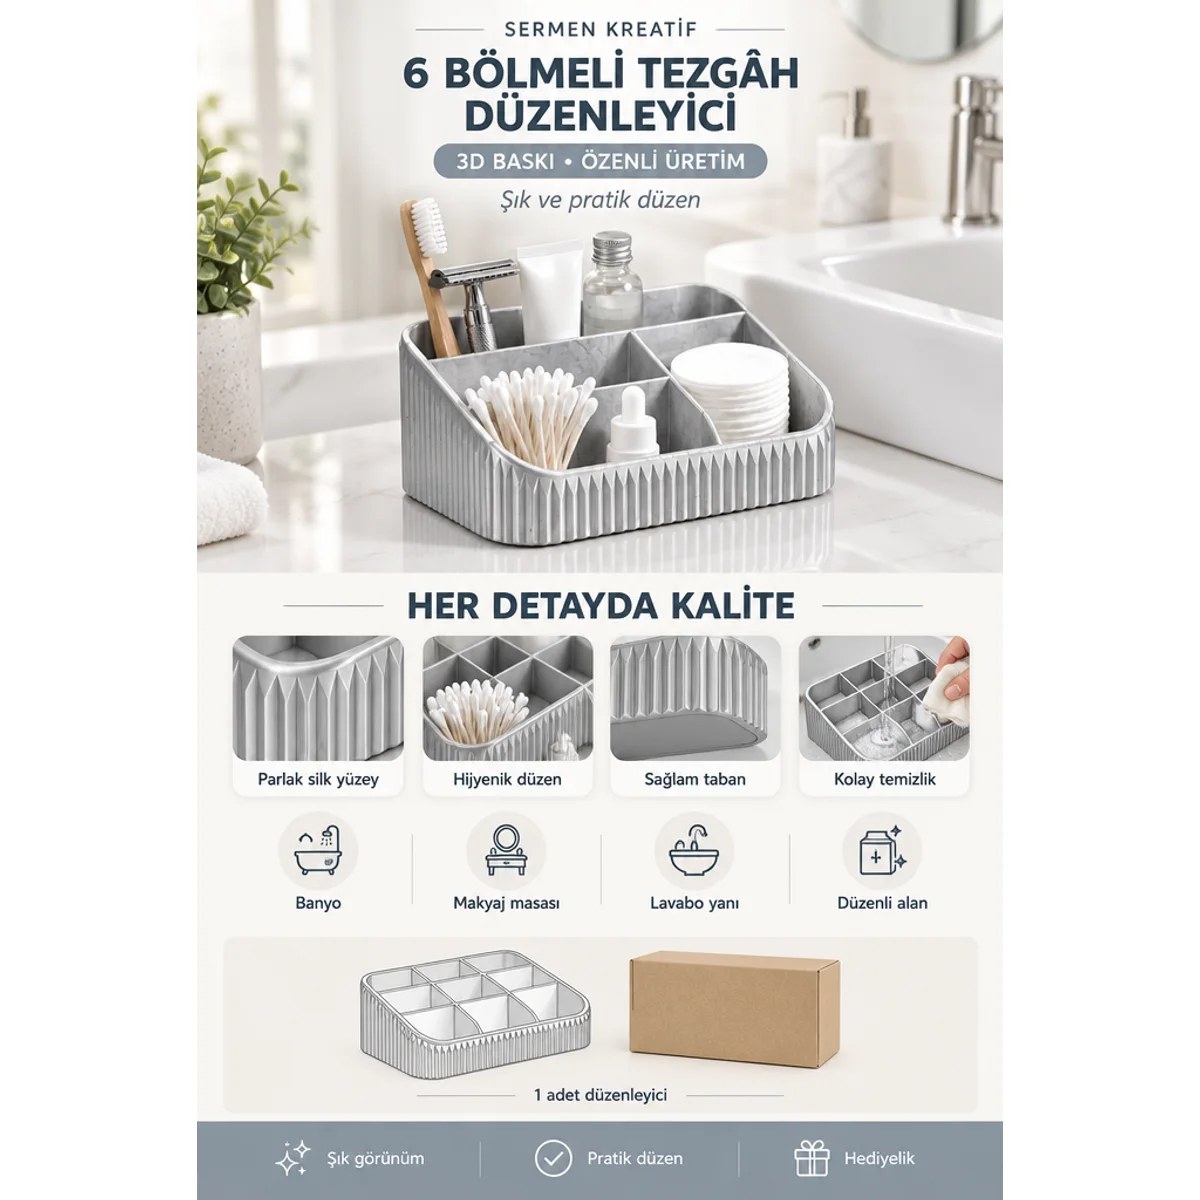 SERMEN KREATİF
6 BÖLMELİ TEZGÂH
DÜZENLEYİCİ
3D BASKI • ÖZENLİ ÜRETİM
Şık ve pratik düzen
HER DETAYDA KALİTE
Parlak silk yüzey
Hijyenik düzen
Sağlam taban
Kolay temizlik
Banyo
Makyaj masası
Lavabo yanı
Düzenli alan
1 adet düzenleyici
Şık görünüm
Pratik düzen
Hediyelik